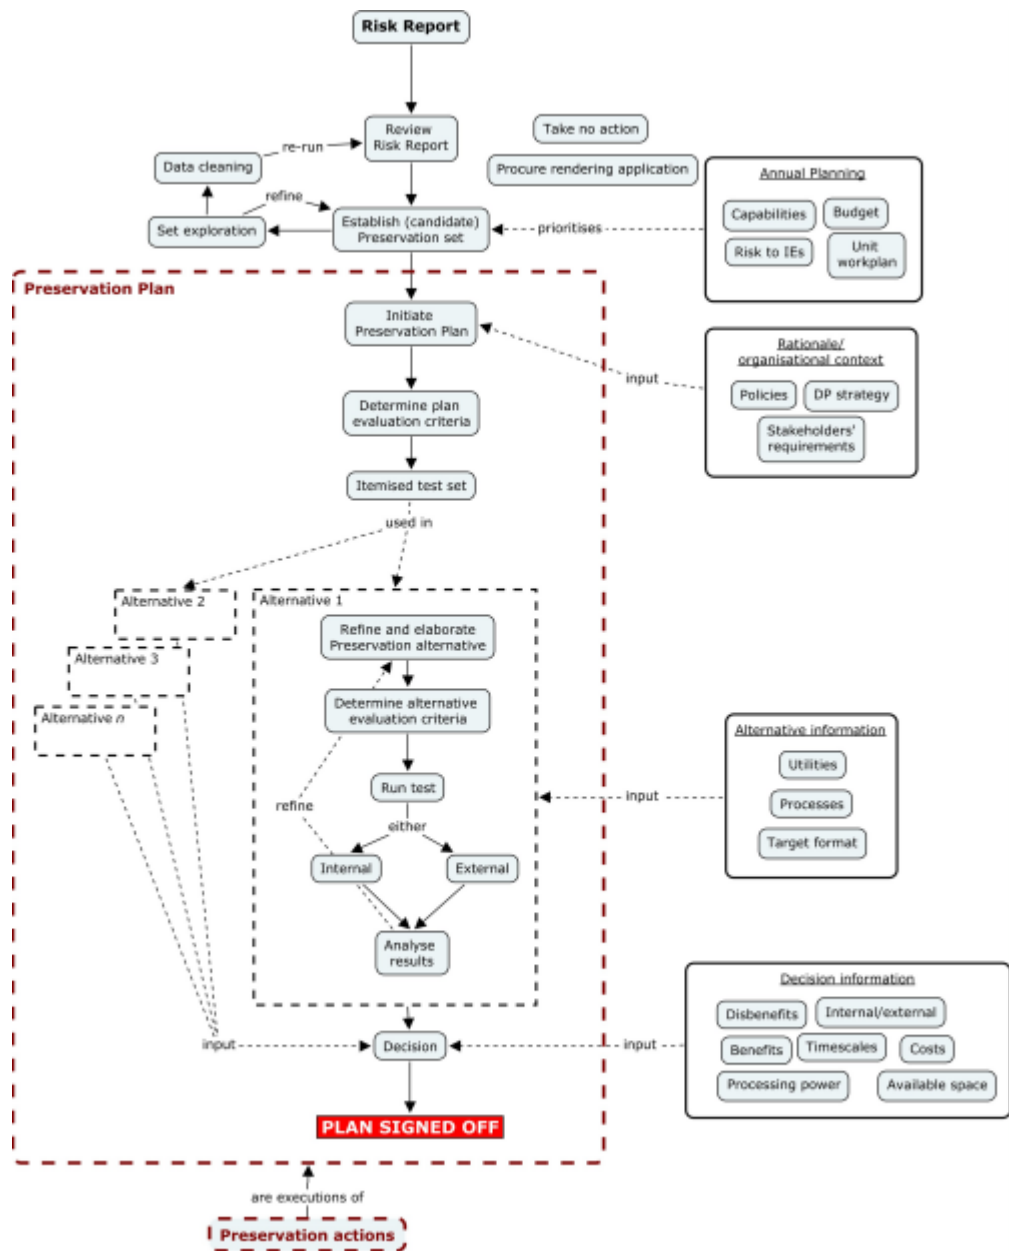 Risk Report
Review
Risk Report
Take no action
re-run
Data cleaning
Procure rendering application
Annual Planning
refine
Capabilities
Budget
Set exploration
Establish (candidate)
Preservation set
prioritises
Risk to IEs
Unit
workplan
Preservation Plan
Initiate
Preservation Plan
Rationale/
organisational context
input
Policies
DP strategy
Determine plan
evaluation criteria
Stakeholders'
requirements
Itemised test set
used in
Alternative 2
Alternative 1
Refine and elaborate
Preservation alternative
Alternative 3
Determine alternative
evaluation criteria
Alternative n
Alternative information
Utilities
Run test
refine
input
Processes
either
Target format
Internal
External
Analyse
results
Decision information
Disbenefits
Internal/external
input
Decision
input
Benefits
Timescales
Costs
Processing power
Available space
PLAN SIGNED OFF
are executions of
Preservation actions